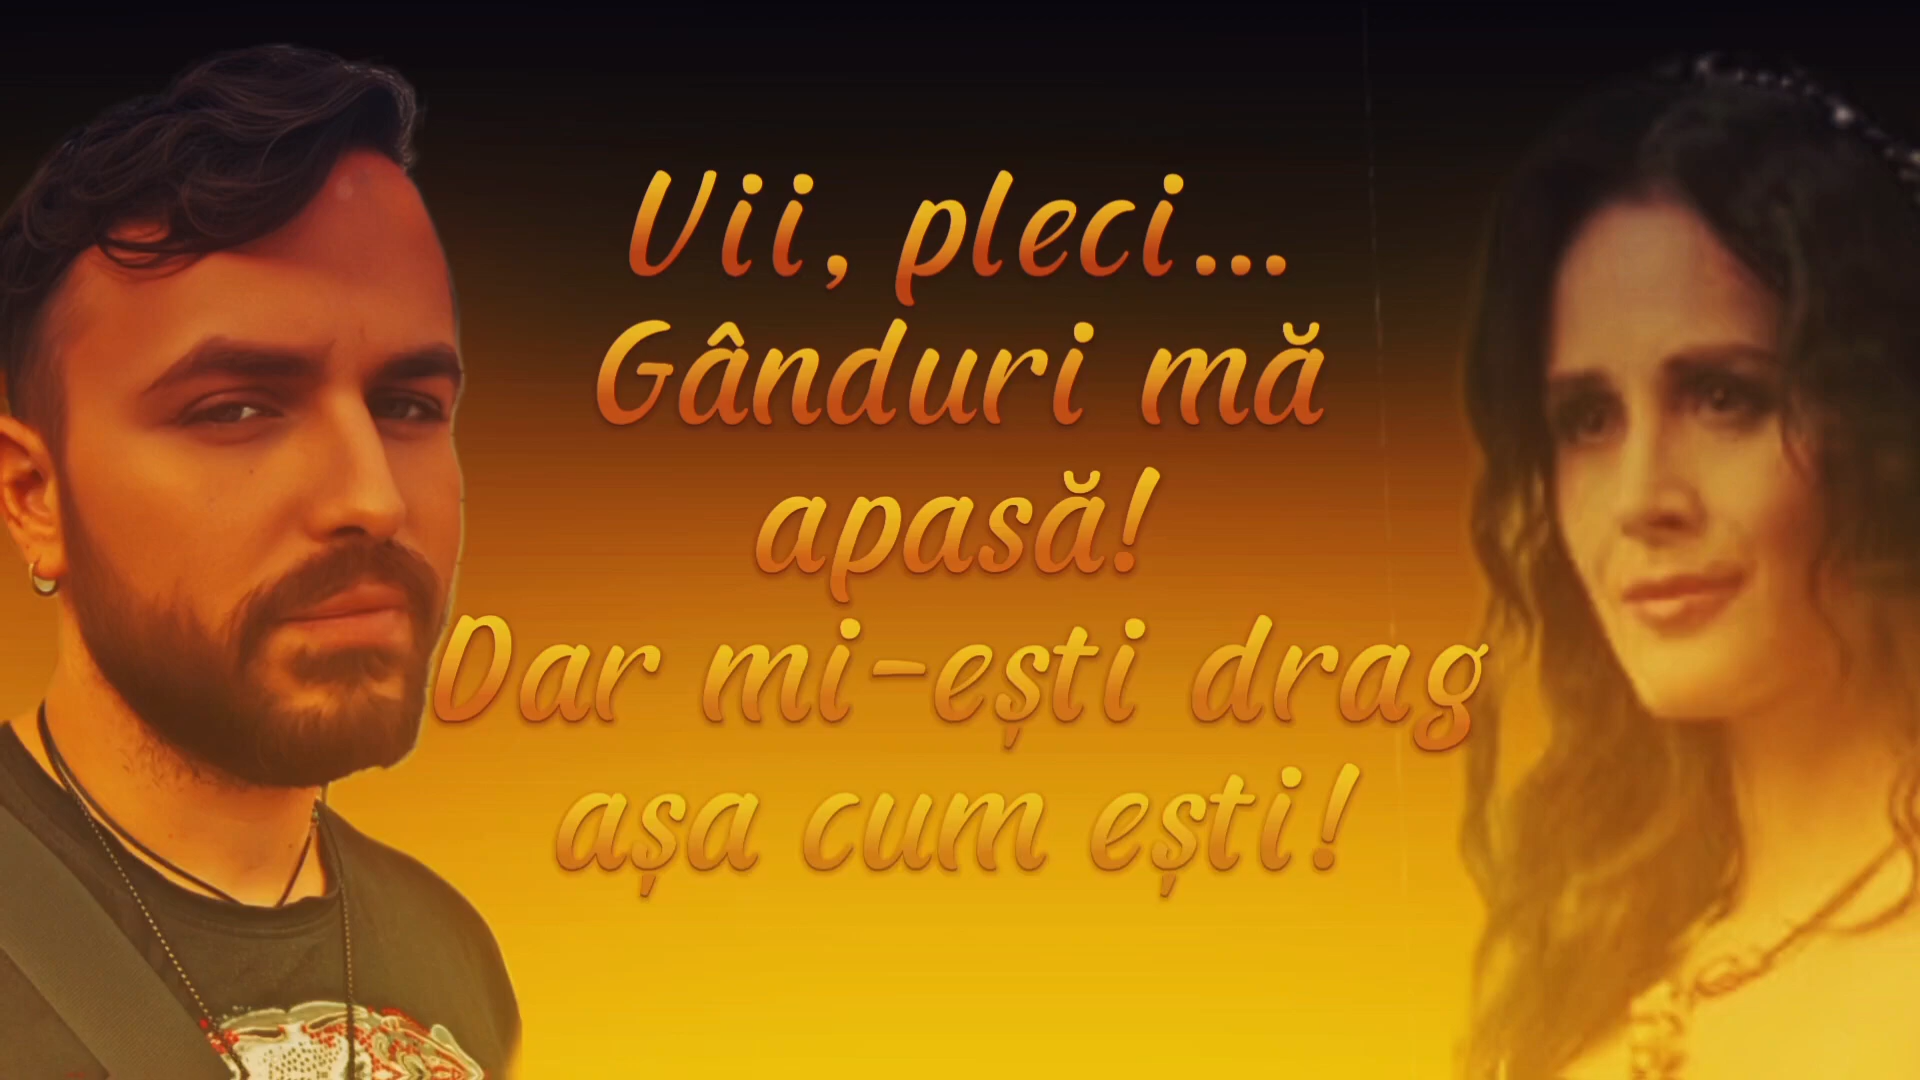 Vii, pleci...
Gânduri mă
apasă!
Dar mi-ești drag
așa cum ești!